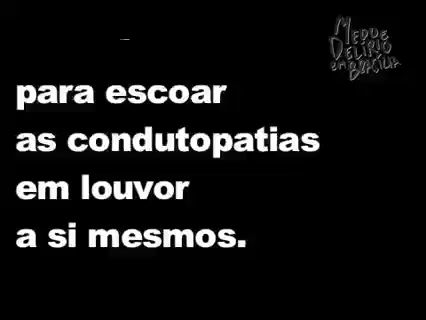 MEDO E
DELÍRIO
EM BRASÍLIA
para escoar
as condutopatias
em louvor
a si mesmos.